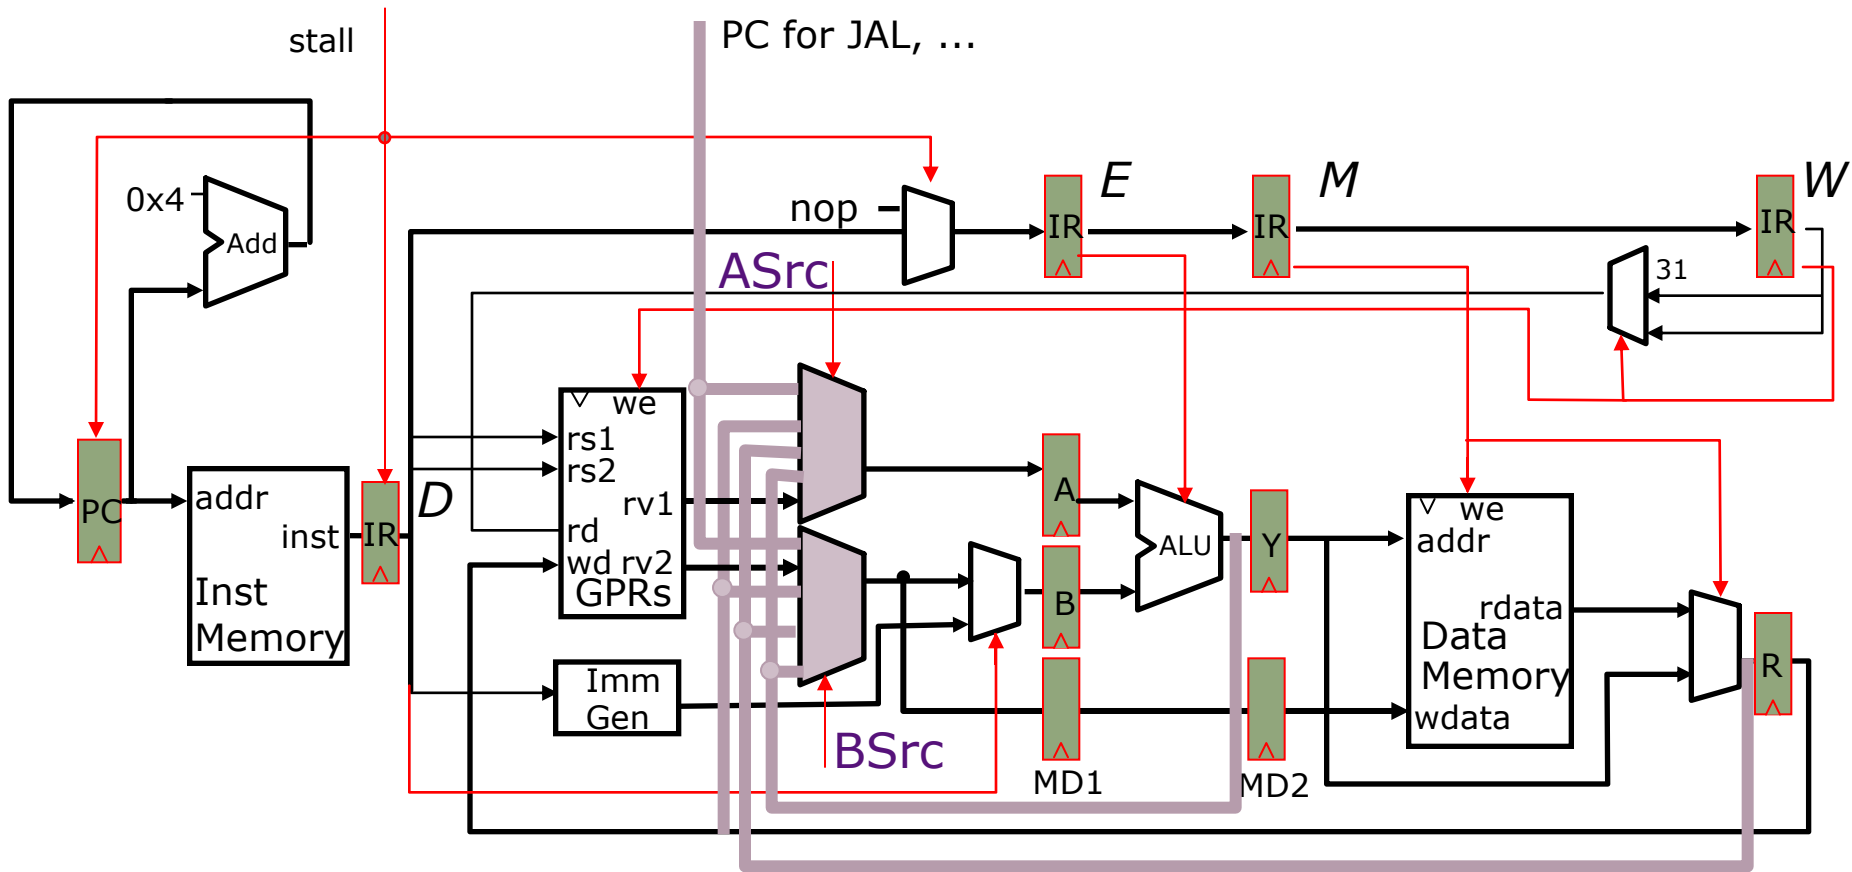 stall
PC for JAL, ...
0x4
Add
nop
IR
E
IR
M
IR
W
ASrc
31
we
rs1
rs2
rv1
rd
wd rv2
GPRs
PC
addr
inst
Inst
Memory
IR
D
A
B
ALU
Y
we
addr
rdata
Data
Memory
wdata
R
Imm
Gen
BSrc
MD1
MD2